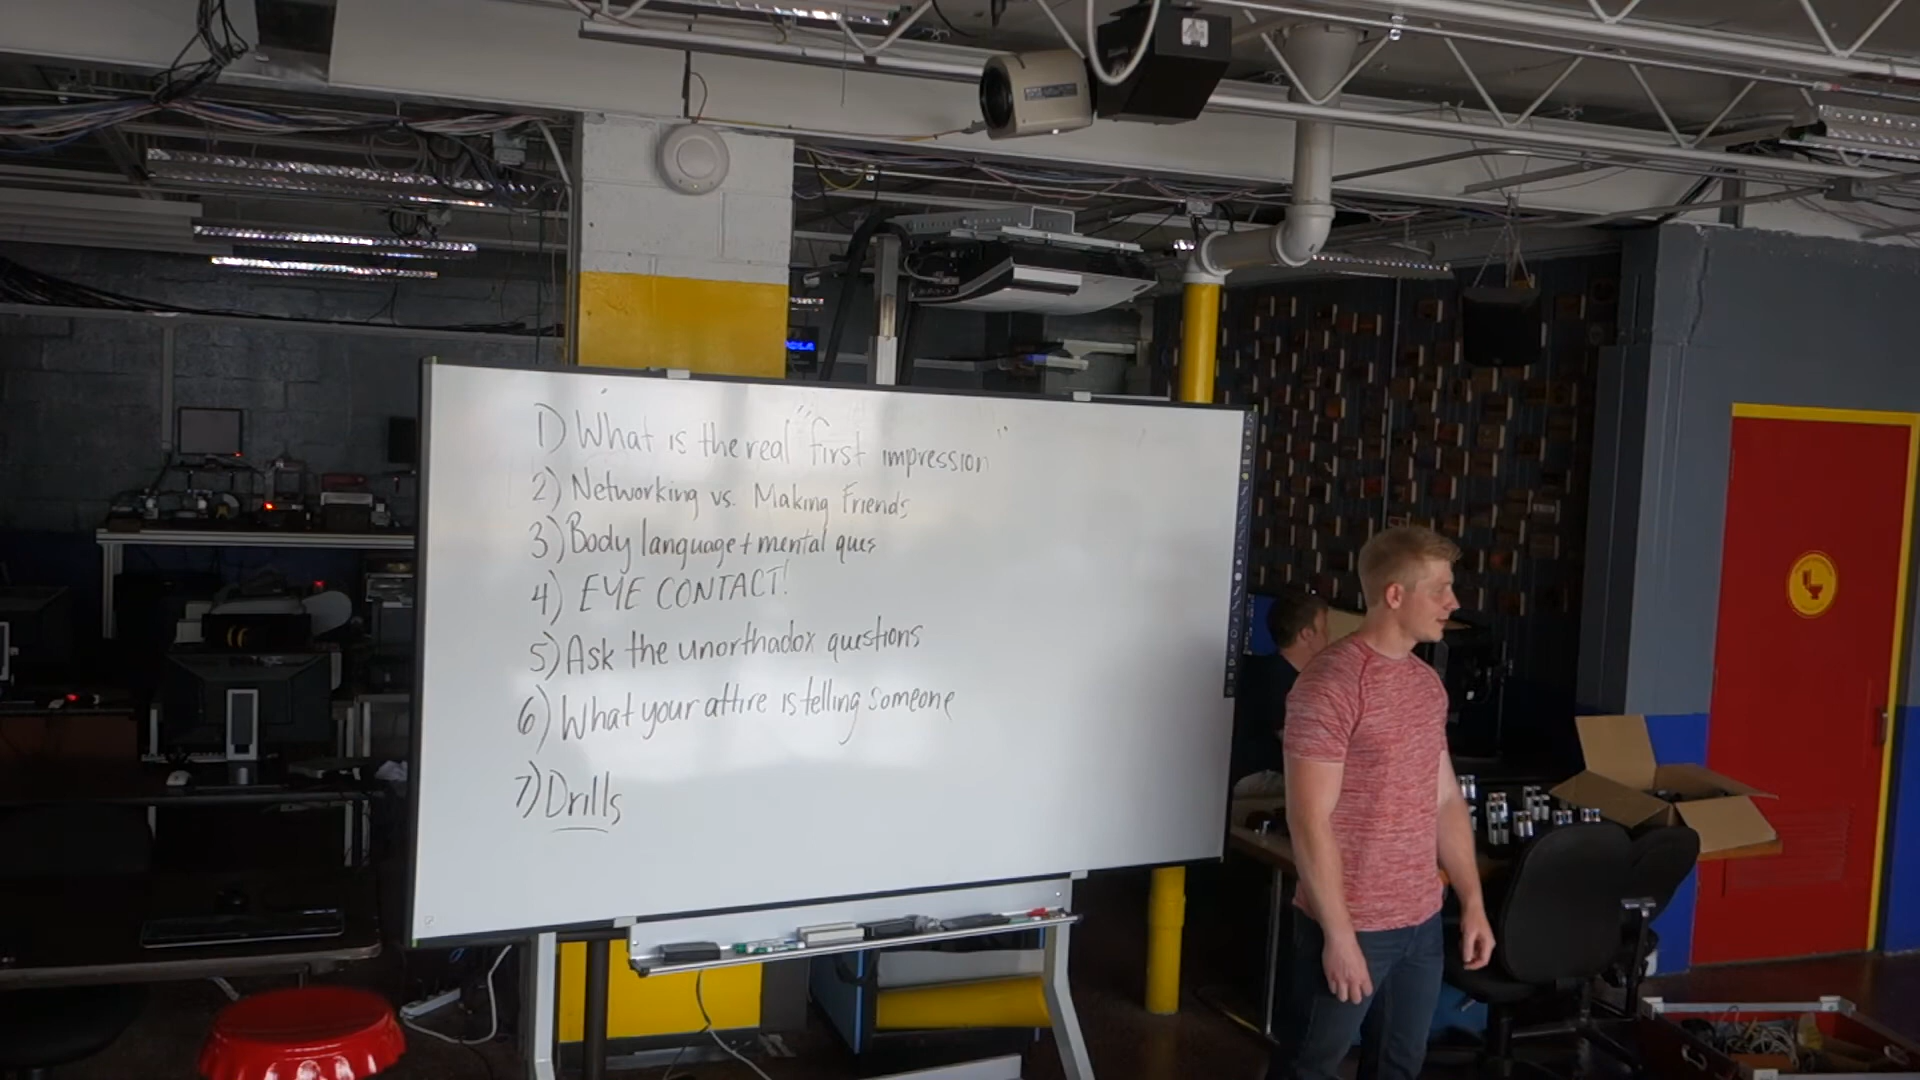 1) What is the real "first impression"
2) Networking vs. Making Friends
3) Body language + mental ques
4) EYE CONTACT!
5) Ask the unorthadox questions
6) What your attire is telling someone
7) Drills